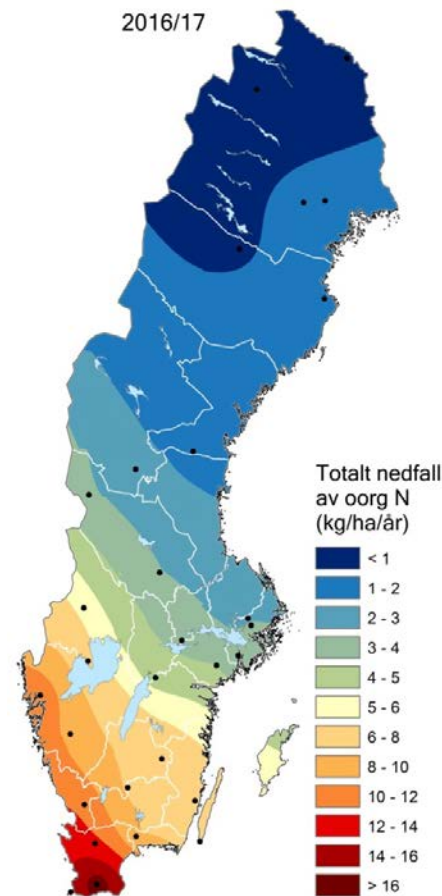 2016/17
Totalt nedfall
av oorg N
(kg/ha/år)
< 1
1 - 2
2 - 3
3 - 4
4 - 5
5 - 6
6 - 8
8 - 10
10 - 12
12 - 14
14 - 16
> 16